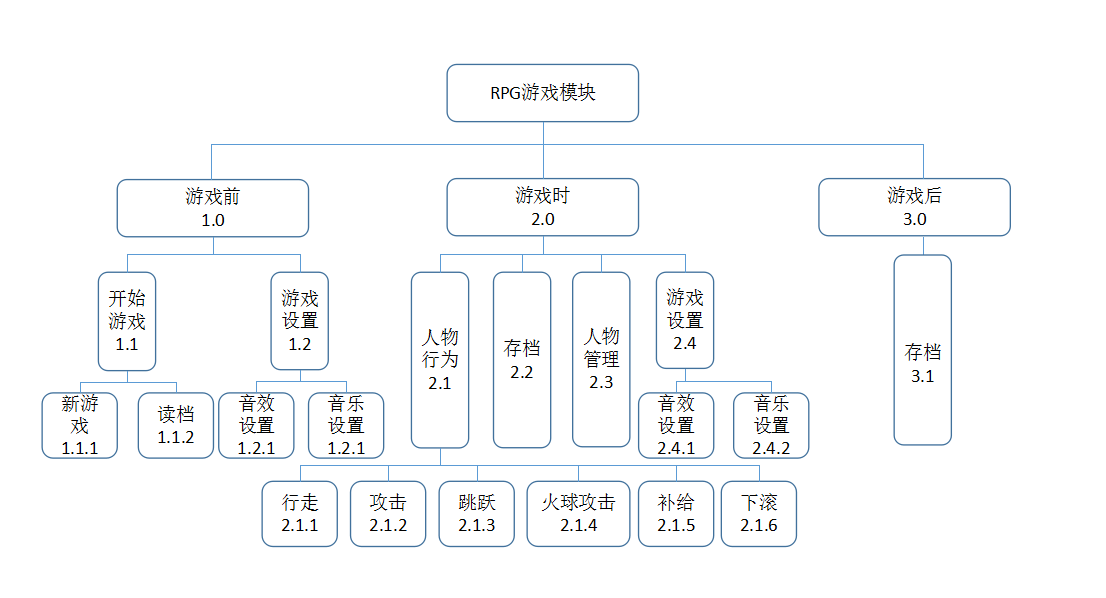 RPG游戏模块
游戏前
1.0
游戏时
2.0
游戏后
3.0
开始
游戏
1.1
游戏
设置
1.2
人物
行为
2.1
存档
2.2
人物
管理
2.3
游戏
设置
2.4
存档
3.1
新游
戏
1.1.1
读档
1.1.2
音效
设置
1.2.1
音乐
设置
1.2.1
音效
设置
2.4.1
音乐
设置
2.4.2
行走
2.1.1
攻击
2.1.2
跳跃
2.1.3
火球攻击
2.1.4
补给
2.1.5
下滚
2.1.6